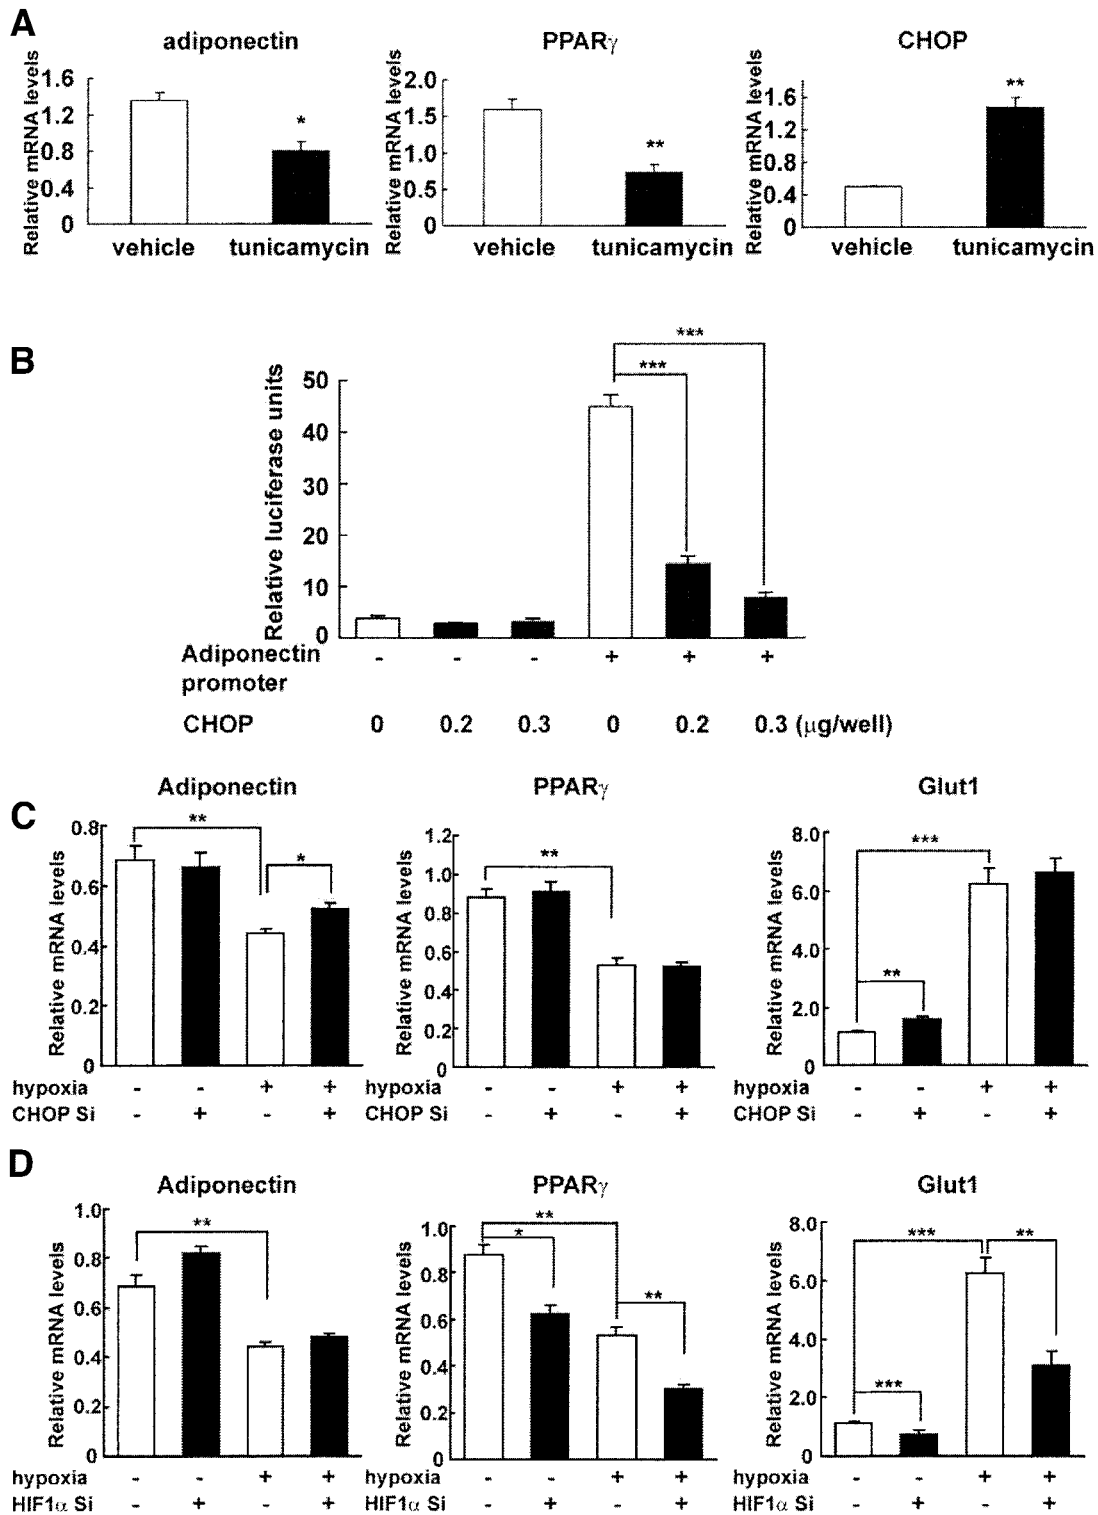 A
adiponectin
PPARγ
CHOP
Relative mRNA levels
1.6
1.2
0.8
0.4
0
*
vehicle
tunicamycin
Relative mRNA levels
2.0
1.5
1.0
0.5
0
**
vehicle
tunicamycin
Relative mRNA levels
1.6
1.2
0.8
0.4
0
**
vehicle
tunicamycin
B
Relative luciferase units
50
40
30
20
10
0
***
***
Adiponectin promoter - - - + + +
CHOP 0 0.2 0.3 0 0.2 0.3 (μg/well)
C
Adiponectin
PPARγ
Glut1
Relative mRNA levels
0.8
0.6
0.4
0.2
0
**
*
hypoxia - - + +
CHOP Si - + - +
Relative mRNA levels
1.2
1.0
0.8
0.6
0.4
0.2
0
**
hypoxia - - + +
CHOP Si - + - +
Relative mRNA levels
8.0
6.0
4.0
2.0
0
***
**
hypoxia - - + +
CHOP Si - + - +
D
Adiponectin
PPARγ
Glut1
Relative mRNA levels
1.0
0.8
0.6
0.4
0.2
0
**
hypoxia - - + +
HIF1α Si - + - +
Relative mRNA levels
1.0
0.8
0.6
0.4
0.2
0
**
*
**
hypoxia - - + +
HIF1α Si - + - +
Relative mRNA levels
8.0
6.0
4.0
2.0
0
***
**
***
hypoxia - - + +
HIF1α Si - + - +